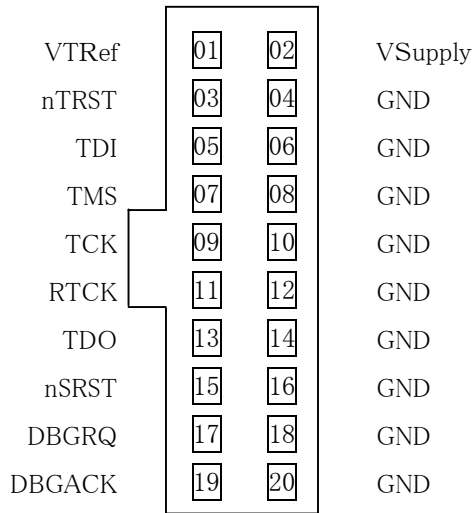 VTRef 01 02 VSupply
nTRST 03 04 GND
TDI 05 06 GND
TMS 07 08 GND
TCK 09 10 GND
RTCK 11 12 GND
TDO 13 14 GND
nSRST 15 16 GND
DBGRQ 17 18 GND
DBGACK 19 20 GND